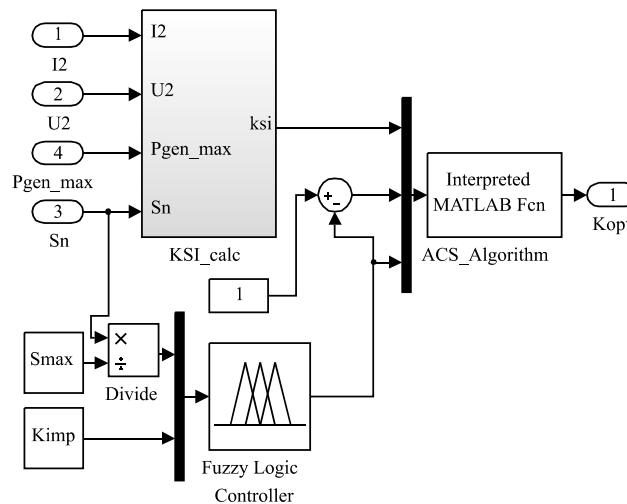 1
I2
I2
2
U2
U2
ksi
4
Pgen_max
Pgen_max
3
Sn
Sn
KSI_calc
+
-
Interpreted
MATLAB Fcn
ACS_Algorithm
1
1
Smax
×
÷
Divide
Kimp
Fuzzy Logic
Controller